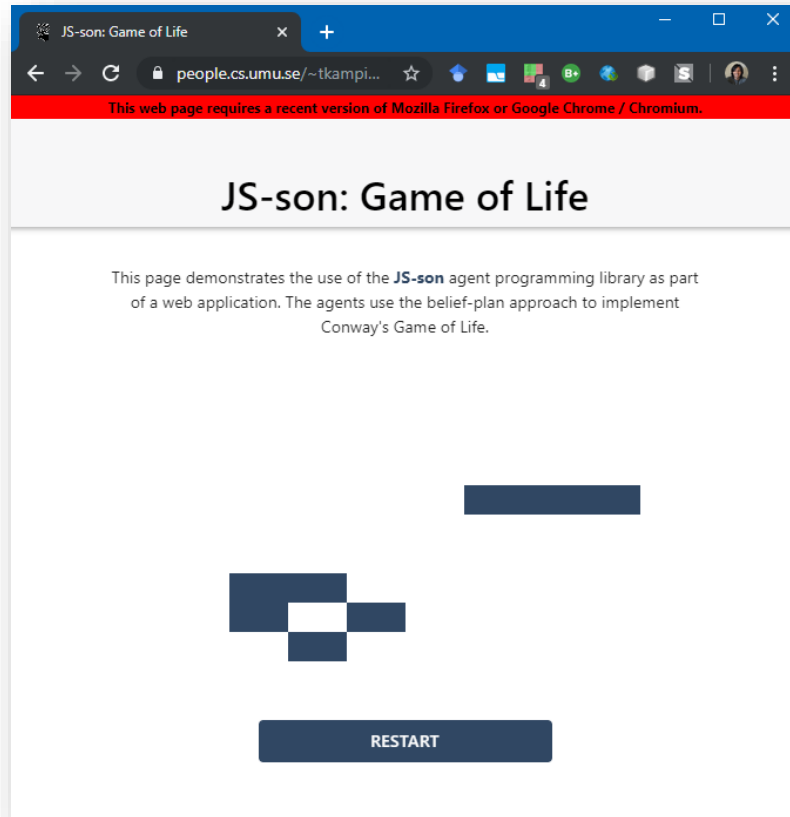 JS-son: Game of Life
people.cs.umu.se/~tkampi...
4
B+
S
This web page requires a recent version of Mozilla Firefox or Google Chrome / Chromium.
JS-son: Game of Life
This page demonstrates the use of the JS-son agent programming library as part
of a web application. The agents use the belief-plan approach to implement
Conway's Game of Life.
RESTART